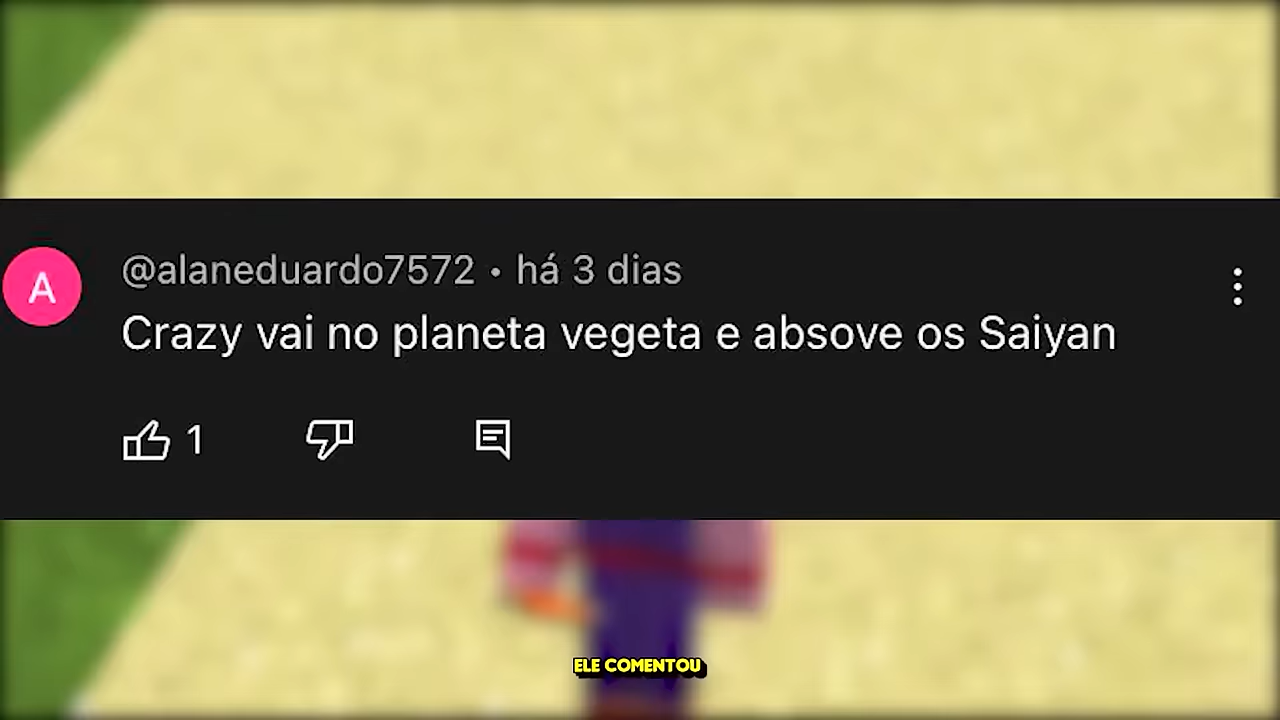 A
@alaneduardo7572 • há 3 dias
Crazy vai no planeta vegeta e absove os Saiyan
1
ELE COMENTOU